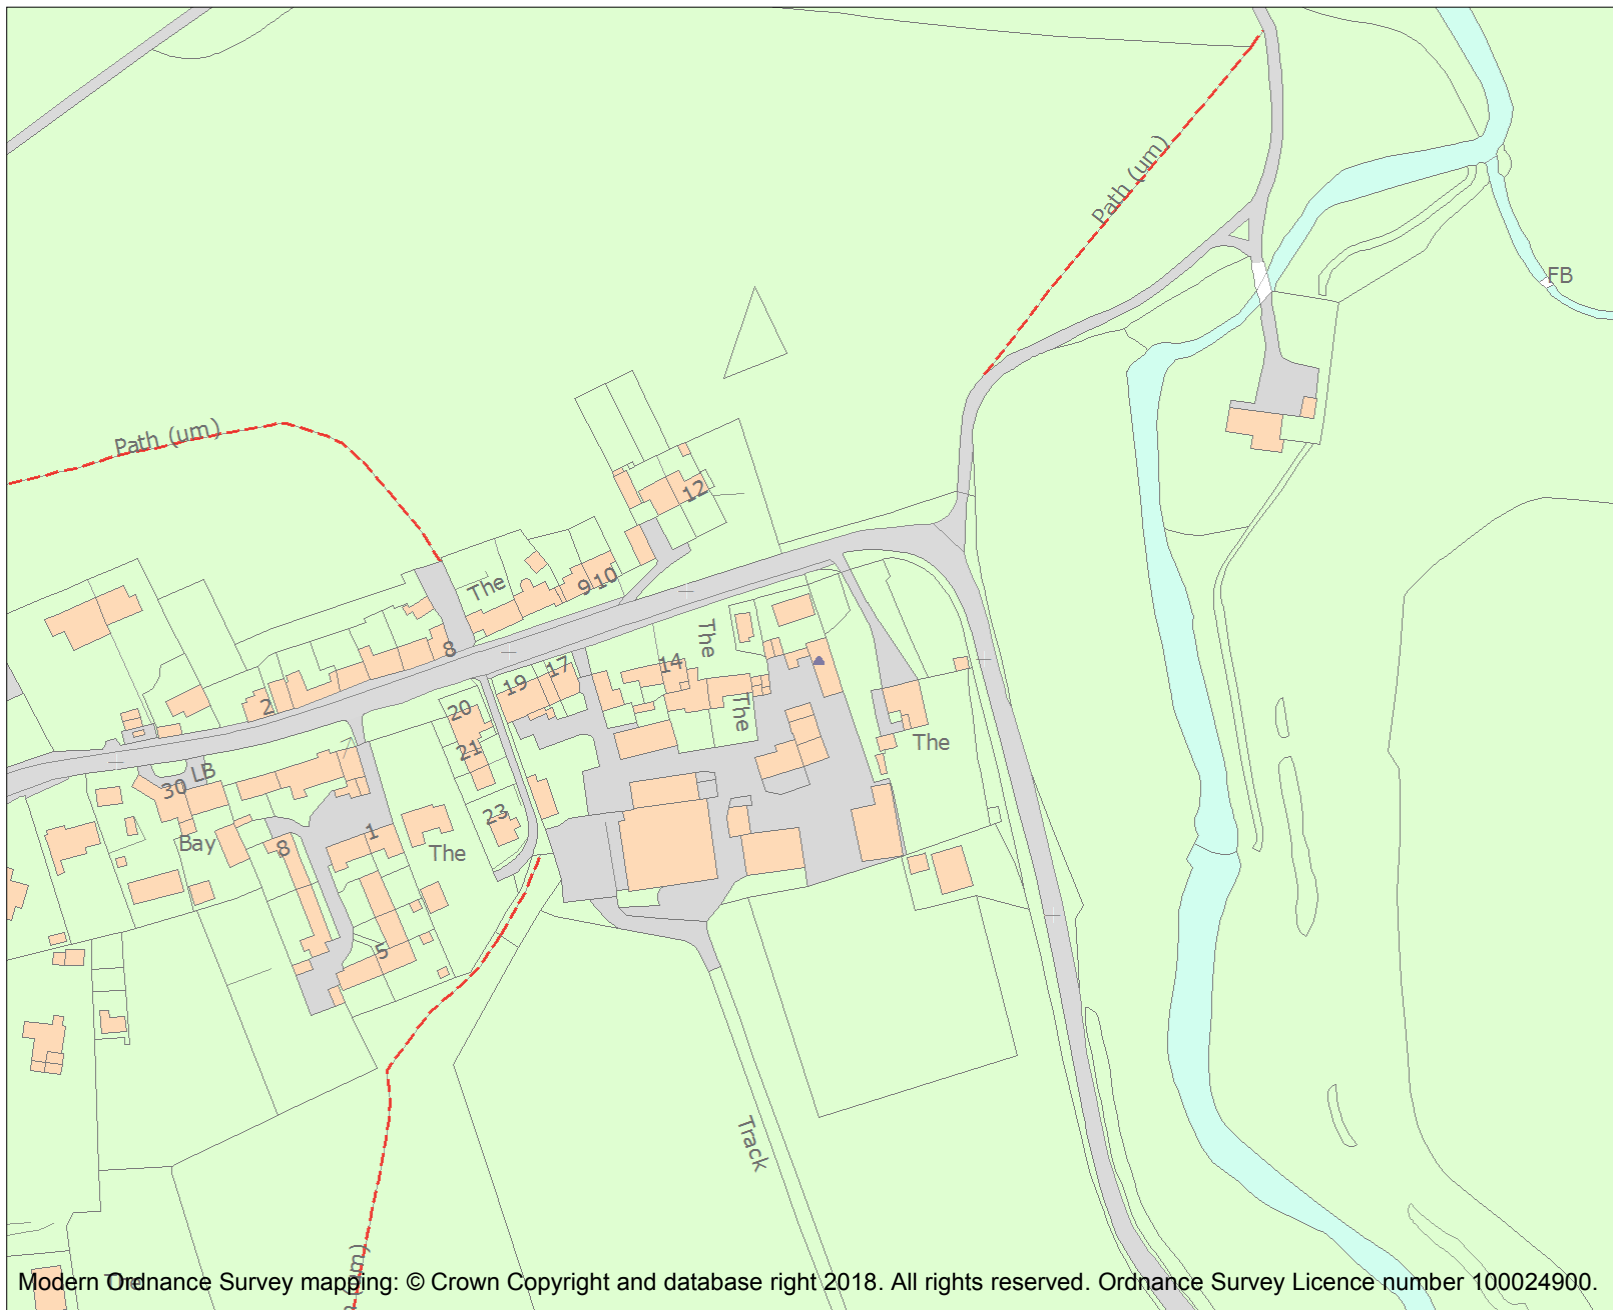 Path (um)
FB
Path (um)
12
The
9
10
8
The
14
17
19
2
The
20
The
21
LB
30
23
1
Bay
8
The
5
Track
The
Modern Ordnance Survey mapping: © Crown Copyright and database right 2018. All rights reserved. Ordnance Survey Licence number 100024900.